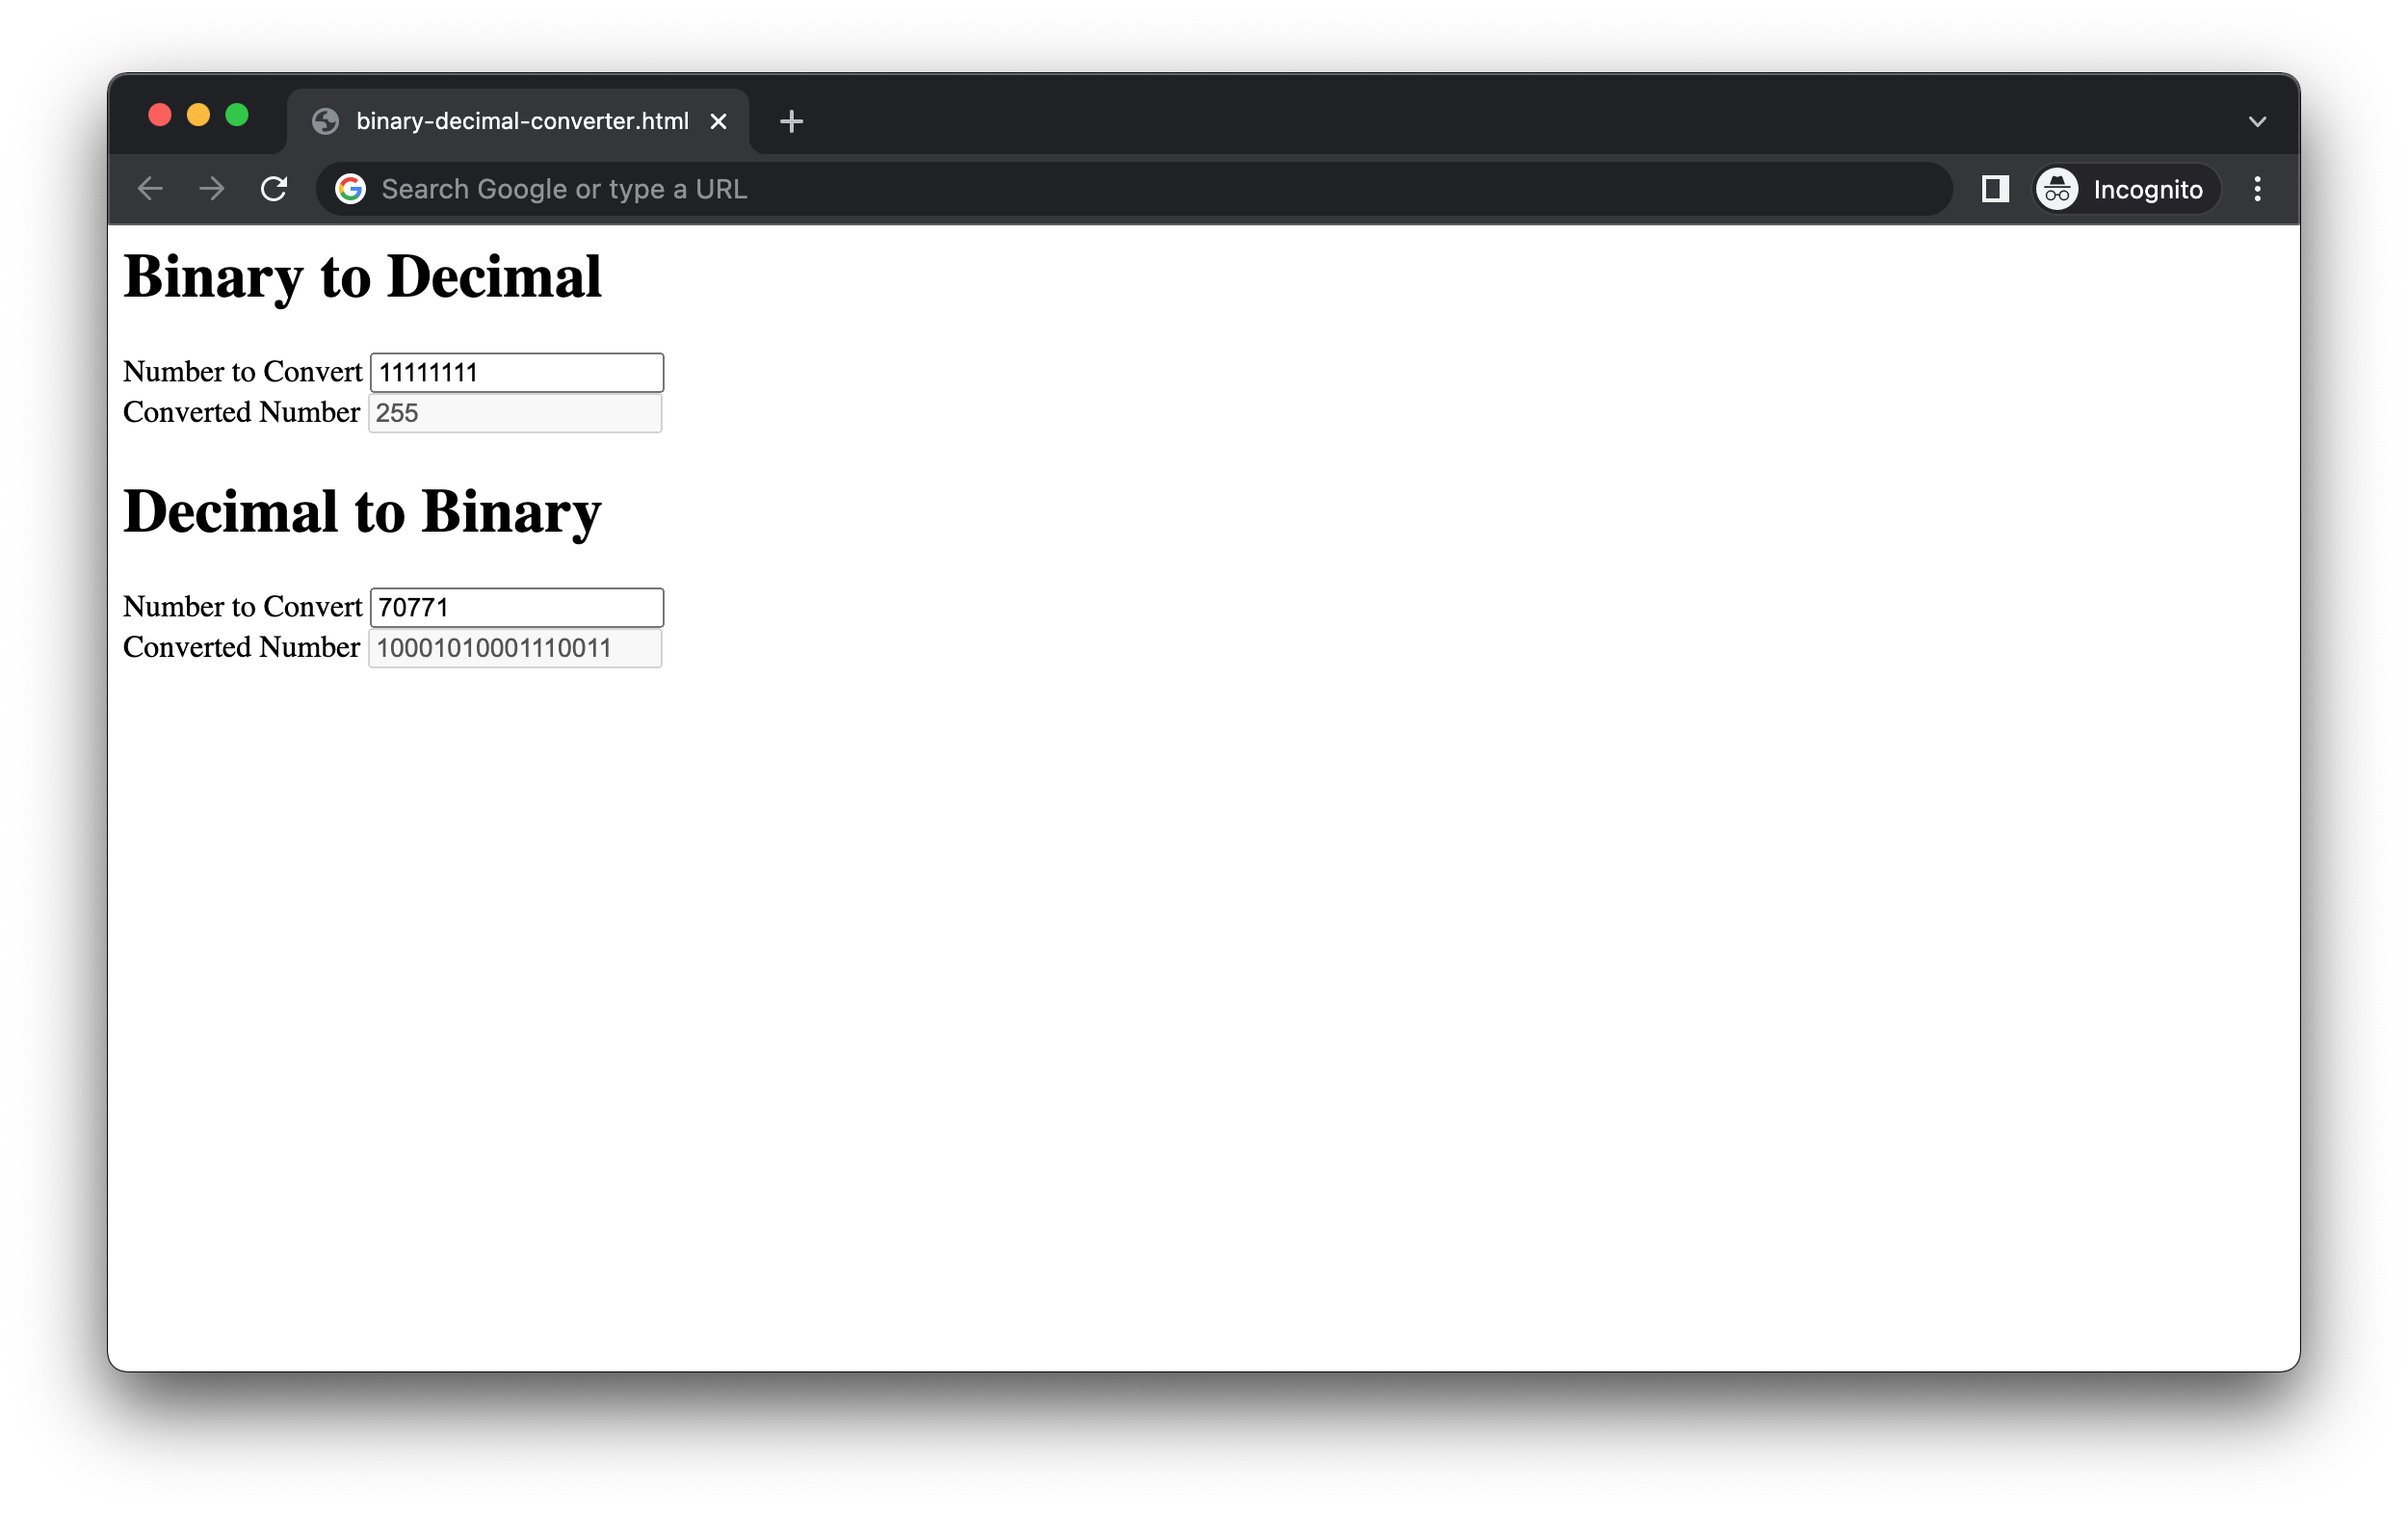 binary-decimal-converter.html
Search Google or type a URL
Incognito
Binary to Decimal
Number to Convert 11111111
Converted Number 255
Decimal to Binary
Number to Convert 70771
Converted Number 10001010001110011